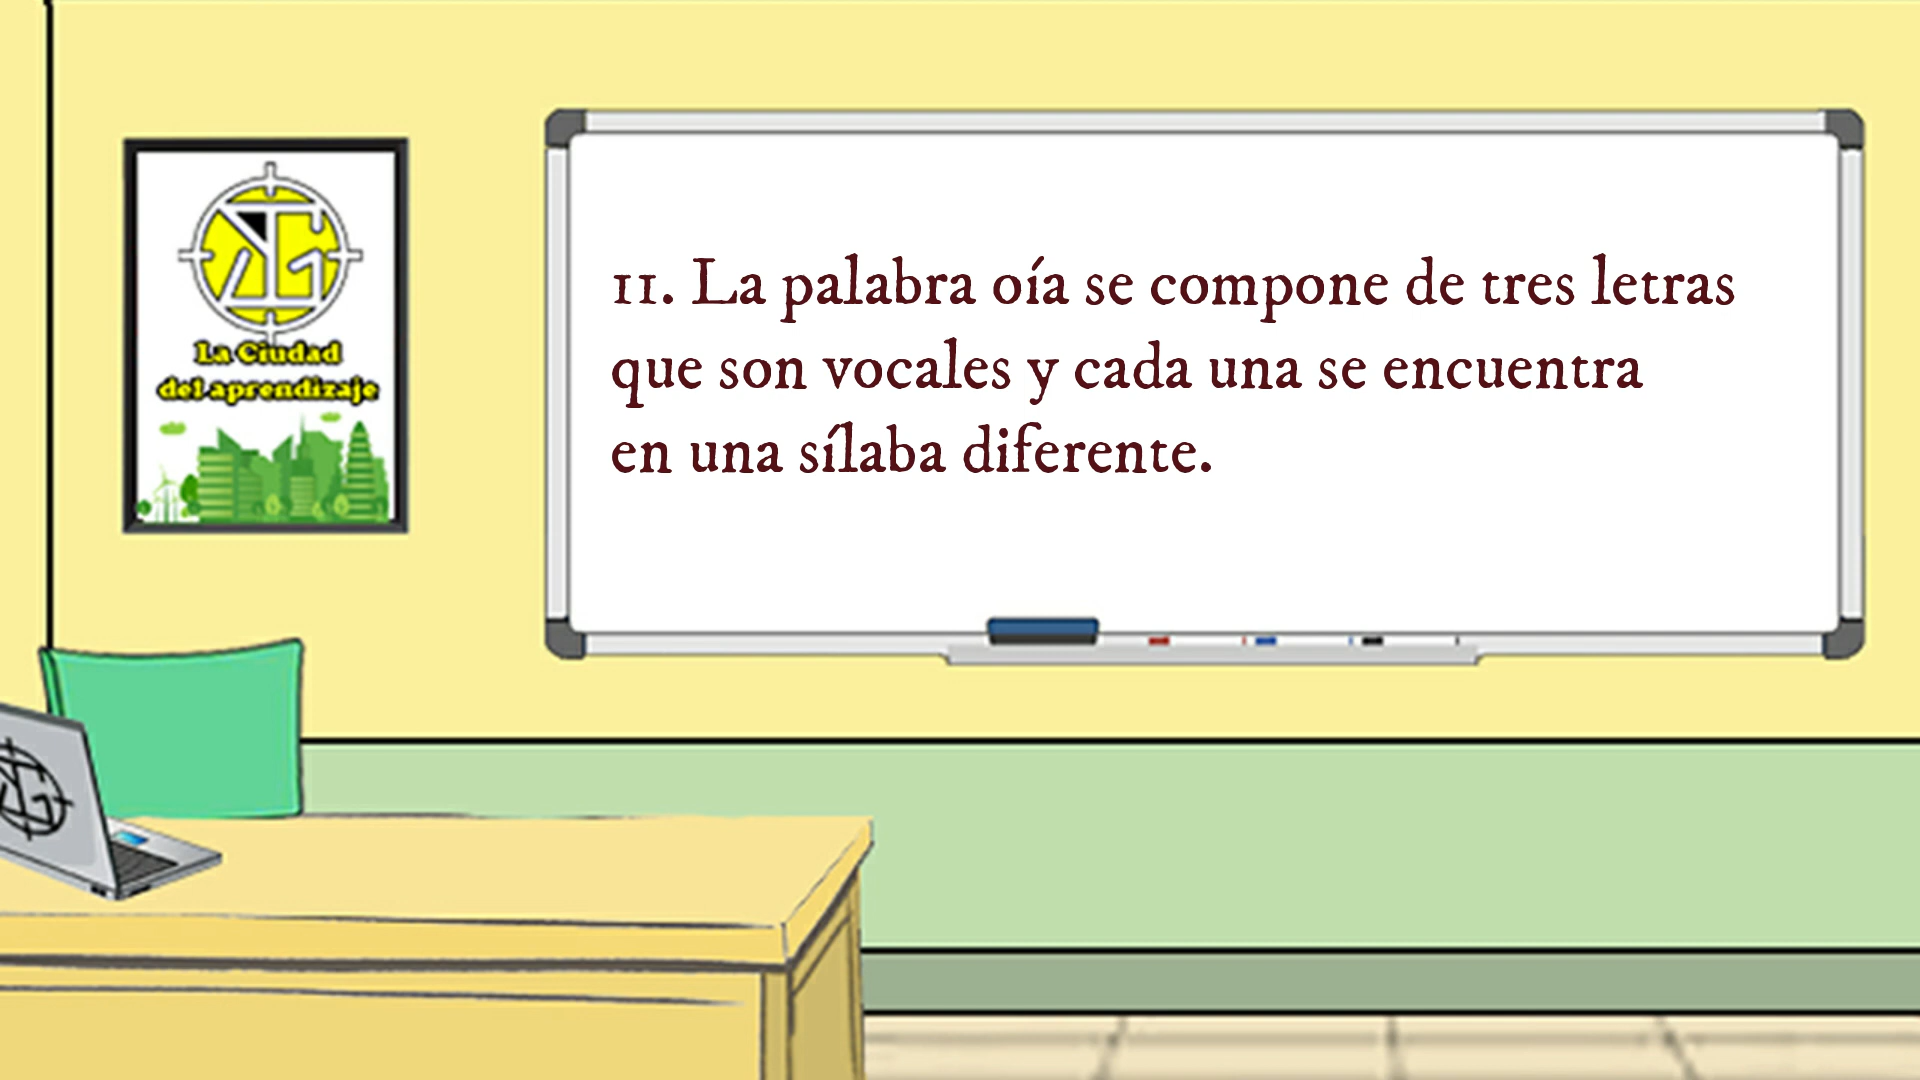 La Ciudad
del aprendizaje
11. La palabra oía se compone de tres letras
que son vocales y cada una se encuentra
en una sílaba diferente.